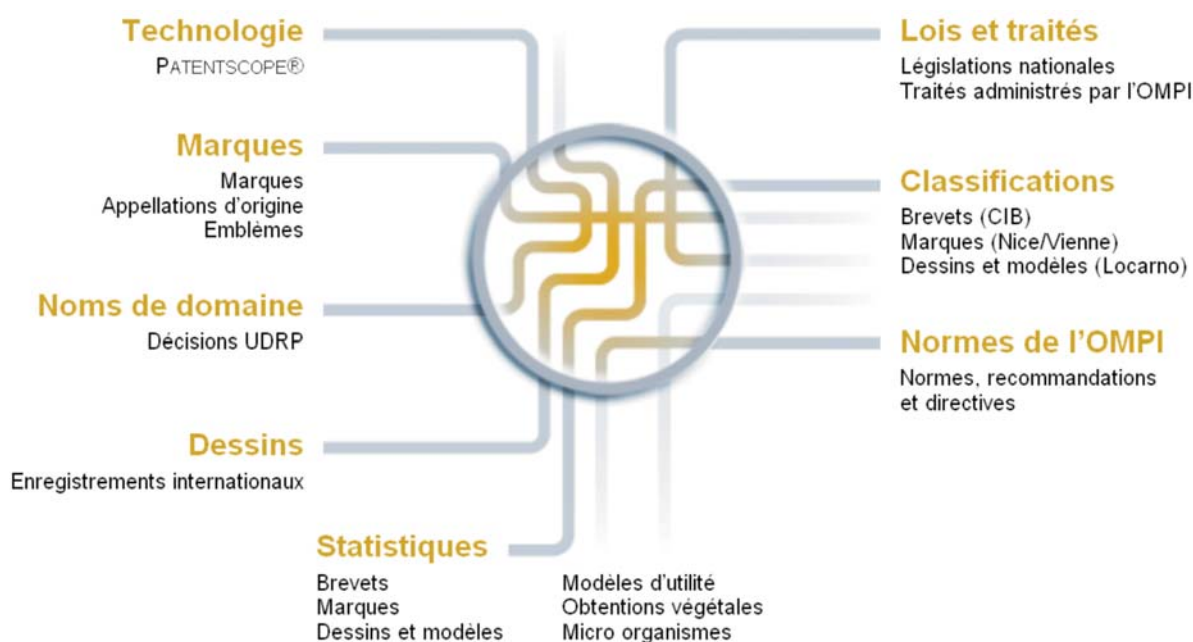 Technologie
PATENTSCOPE®
Marques
Marques
Appellations d'origine
Emblèmes
Noms de domaine
Décisions UDRP
Dessins
Enregistrements internationaux
Statistiques
Brevets
Marques
Dessins et modèles
Modèles d'utilité
Obtentions végétales
Micro organismes
Lois et traités
Législations nationales
Traités administrés par l'OMPI
Classifications
Brevets (CIB)
Marques (Nice/Vienne)
Dessins et modèles (Locarno)
Normes de l'OMPI
Normes, recommandations
et directives